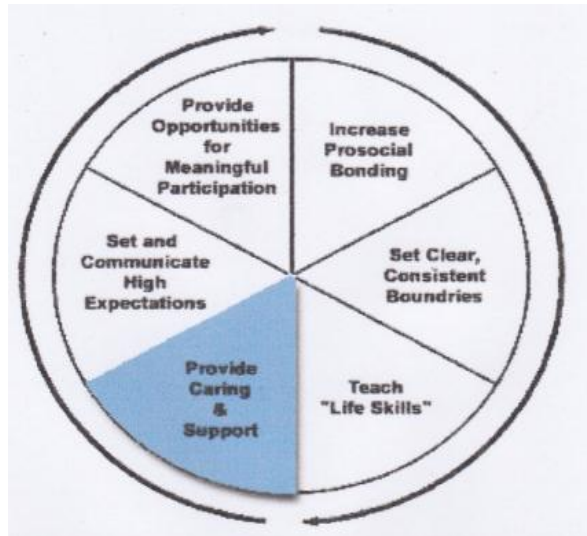 Provide
Opportunities
for
Meaningful
Participation
Increase
Prosocial
Bonding
Set Clear,
Consistent
Boundries
Teach
"Life Skills"
Provide
Caring
&
Support
Set and
Communicate
High
Expectations